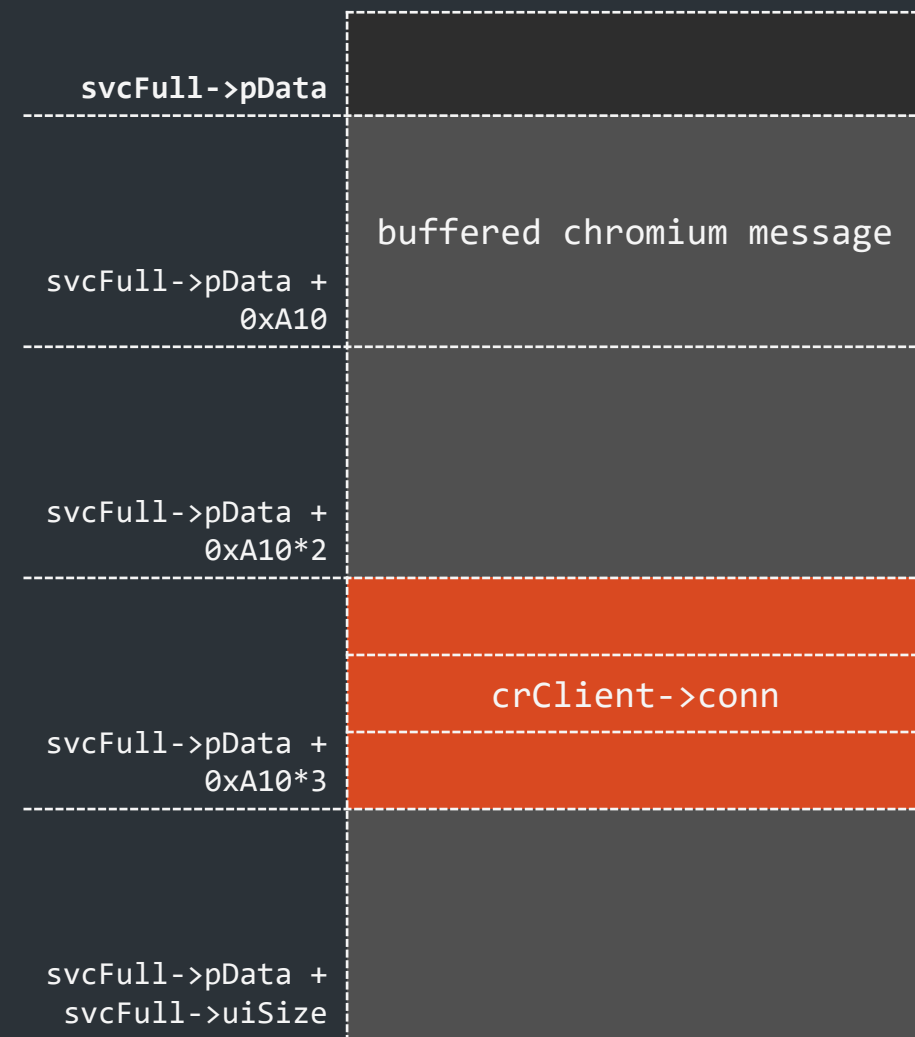 svcFull->pData
buffered chromium message
svcFull->pData +
0xA10
svcFull->pData +
0xA10*2
crClient->conn
svcFull->pData +
0xA10*3
svcFull->pData +
svcFull->uiSize